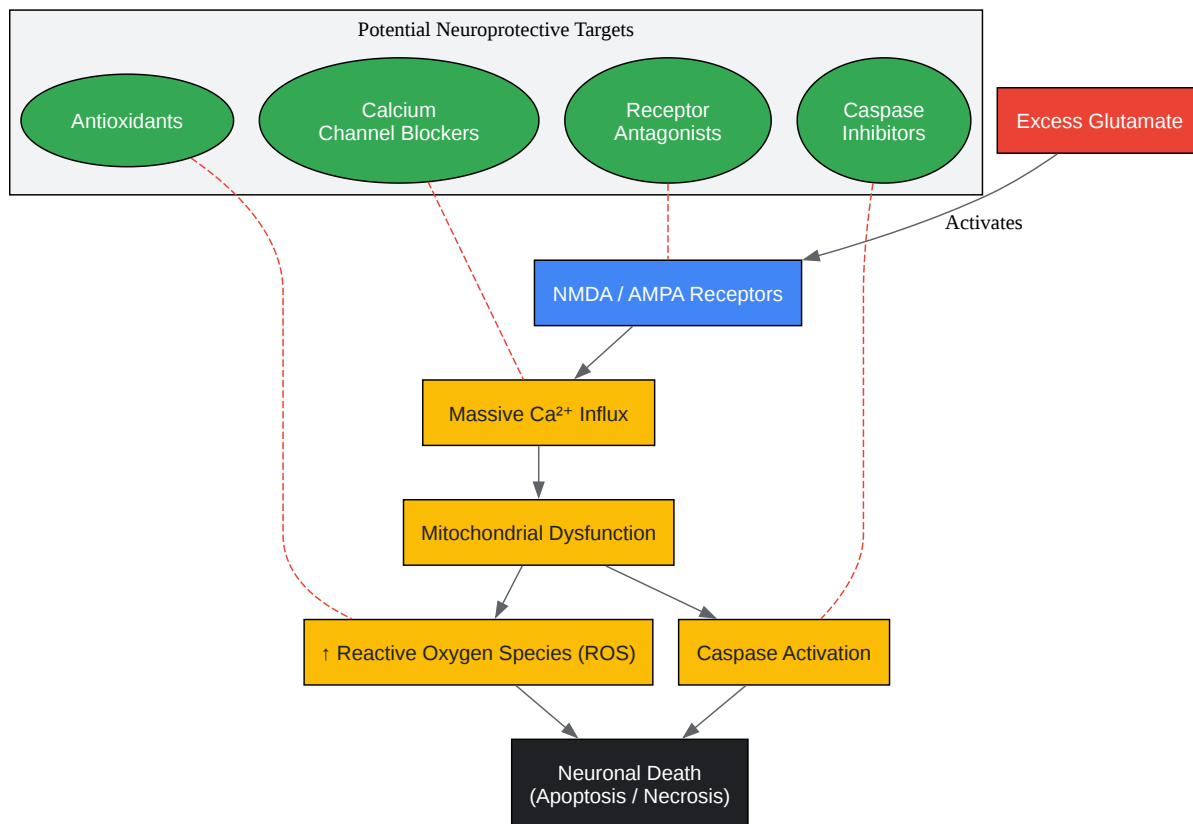 Potential Neuroprotective Targets
Antioxidants
Calcium
Channel Blockers
Receptor
Antagonists
Caspase
Inhibitors
Excess Glutamate
Activates
NMDA / AMPA Receptors
Massive Ca²⁺ Influx
Mitochondrial Dysfunction
↑ Reactive Oxygen Species (ROS)
Caspase Activation
Neuronal Death
(Apoptosis / Necrosis)